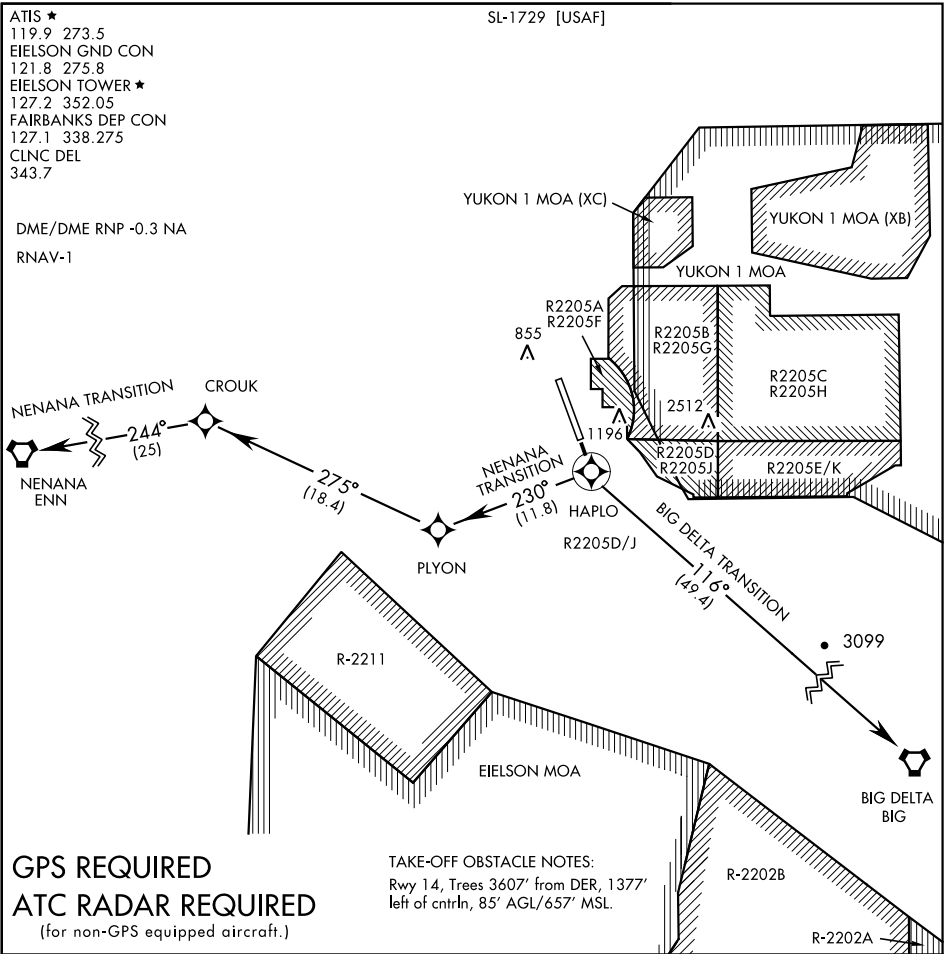 ATIS ★
119.9 273.5
EIELSON GND CON
121.8 275.8
EIELSON TOWER ★
127.2 352.05
FAIRBANKS DEP CON
127.1 338.275
CLNC DEL
343.7
DME/DME RNP -0.3 NA
RNAV-1
SL-1729 [USAF]
YUKON 1 MOA (XC)
YUKON 1 MOA (XB)
YUKON 1 MOA
R2205A
R2205F
855
R2205B
R2205G
R2205C
R2205H
2512
1196
R2205D
R2205J
R2205E/K
NENANA TRANSITION
CROUK
244°
(25)
NENANA
ENN
275°
(18.4)
NENANA
TRANSITION
230°
(11.8)
HAPLO
R2205D/J
PLYON
BIG DELTA TRANSITION
116°
(49.4)
3099
R-2211
EIELSON MOA
BIG DELTA
BIG
R-2202B
R-2202A
GPS REQUIRED
ATC RADAR REQUIRED
(for non-GPS equipped aircraft.)
TAKE-OFF OBSTACLE NOTES:
Rwy 14, Trees 3607' from DER, 1377'
left of cntrln, 85' AGL/657' MSL.